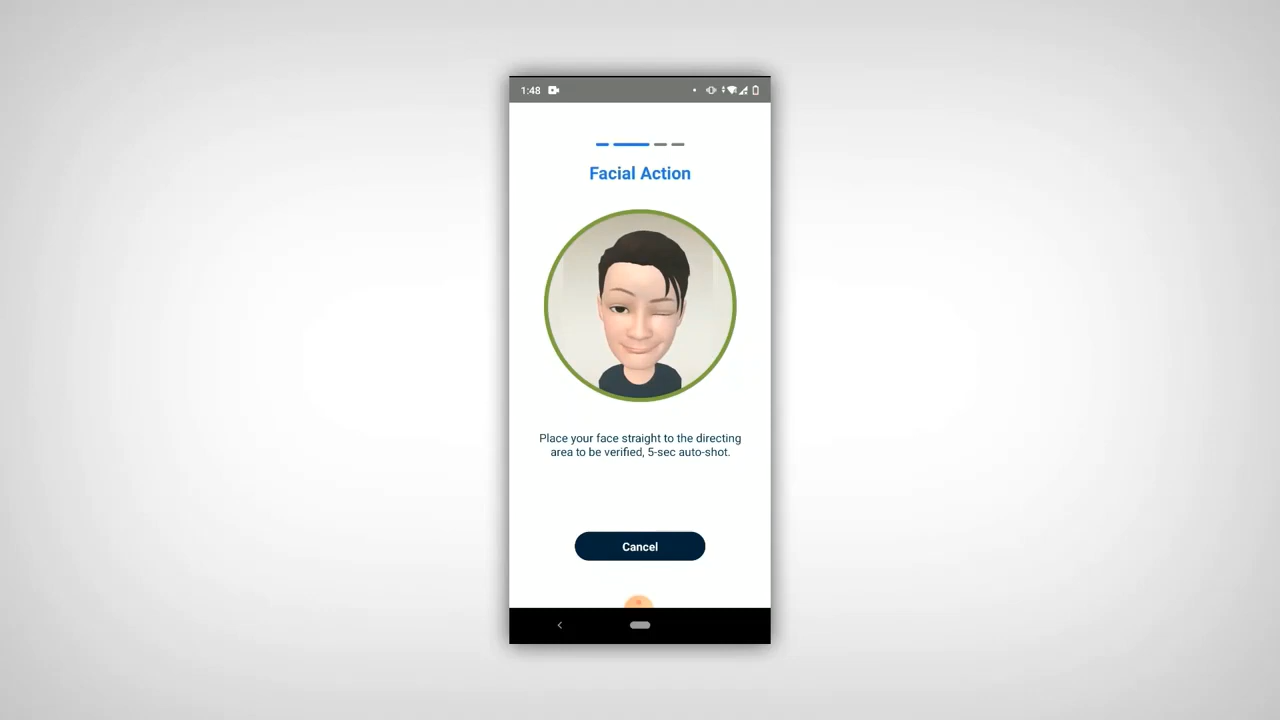 1:48
Facial Action
Place your face straight to the directing
area to be verified, 5-sec auto-shot.
Cancel